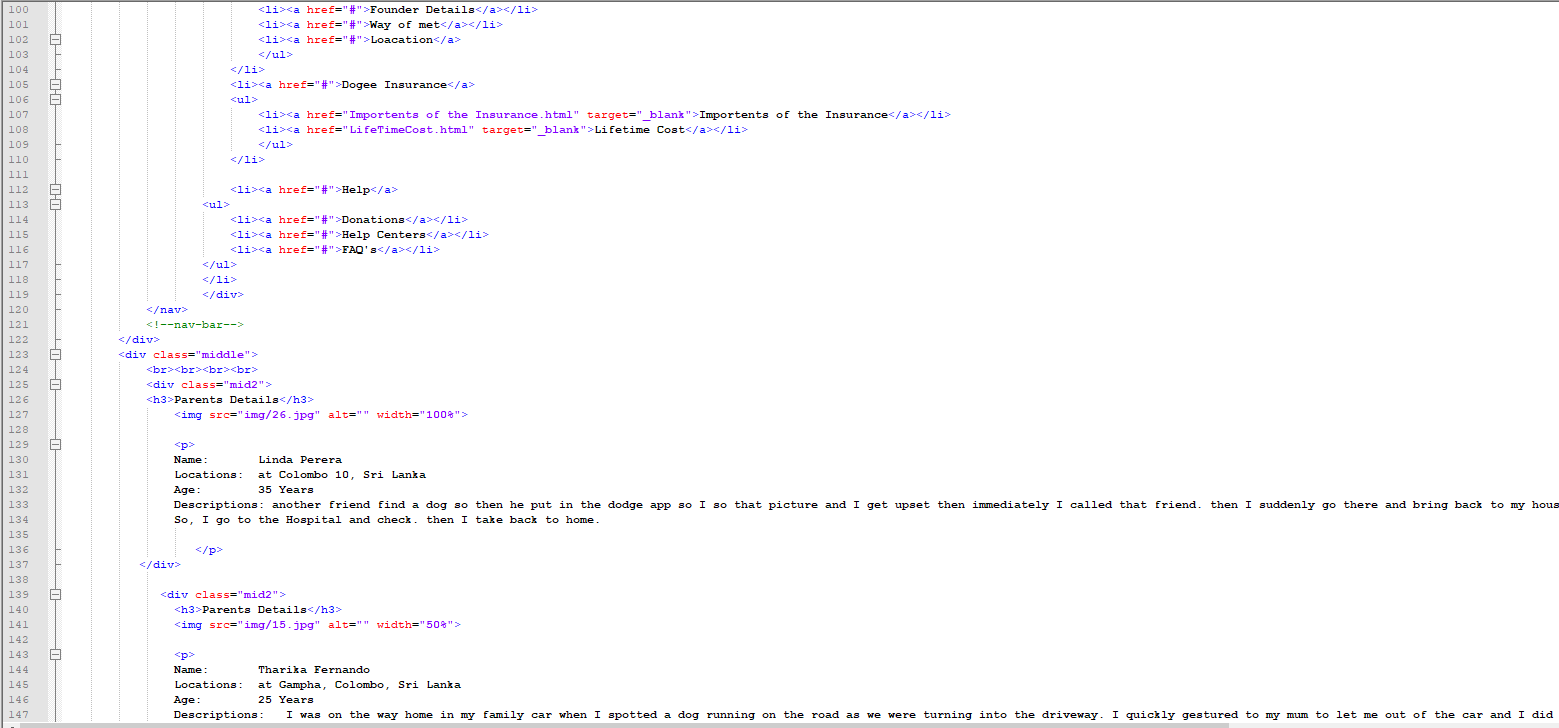 100 <li><a href="#">Founder Details</a></li>
101 <li><a href="#">Way of met</a></li>
102 <li><a href="#">Loacation</a>
103 </ul>
104 </li>
105 <li><a href="#">Dogee Insurance</a>
106 <ul>
107 <li><a href="Importents of the Insurance.html" target="_blank">Importents of the Insurance</a></li>
108 <li><a href="LifeTimeCost.html" target="_blank">Lifetime Cost</a></li>
109 </ul>
110 </li>
111
112 <li><a href="#">Help</a>
113 <ul>
114 <li><a href="#">Donations</a></li>
115 <li><a href="#">Help Centers</a></li>
116 <li><a href="#">FAQ's</a></li>
117 </ul>
118 </li>
119 </div>
120 </nav>
121 <!--nav-bar-->
122 </div>
123 <div class="middle">
124 <br><br><br><br>
125 <div class="mid2">
126 <h3>Parents Details</h3>
127 <img src="img/26.jpg" alt="" width="100%">
128
129 <p>
130 Name: Linda Perera
131 Locations: at Colombo 10, Sri Lanka
132 Age: 35 Years
133 Descriptions: another friend find a dog so then he put in the dodge app so I so that picture and I get upset then immediately I called that friend. then I suddenly go there and bring back to my hous
134 So, I go to the Hospital and check. then I take back to home.
135
136 </p>
137 </div>
138
139 <div class="mid2">
140 <h3>Parents Details</h3>
141 <img src="img/15.jpg" alt="" width="50%">
142
143 <p>
144 Name: Tharika Fernando
145 Locations: at Gampha, Colombo, Sri Lanka
146 Age: 25 Years
147 Descriptions: I was on the way home in my family car when I spotted a dog running on the road as we were turning into the driveway. I quickly gestured to my mum to let me out of the car and I did